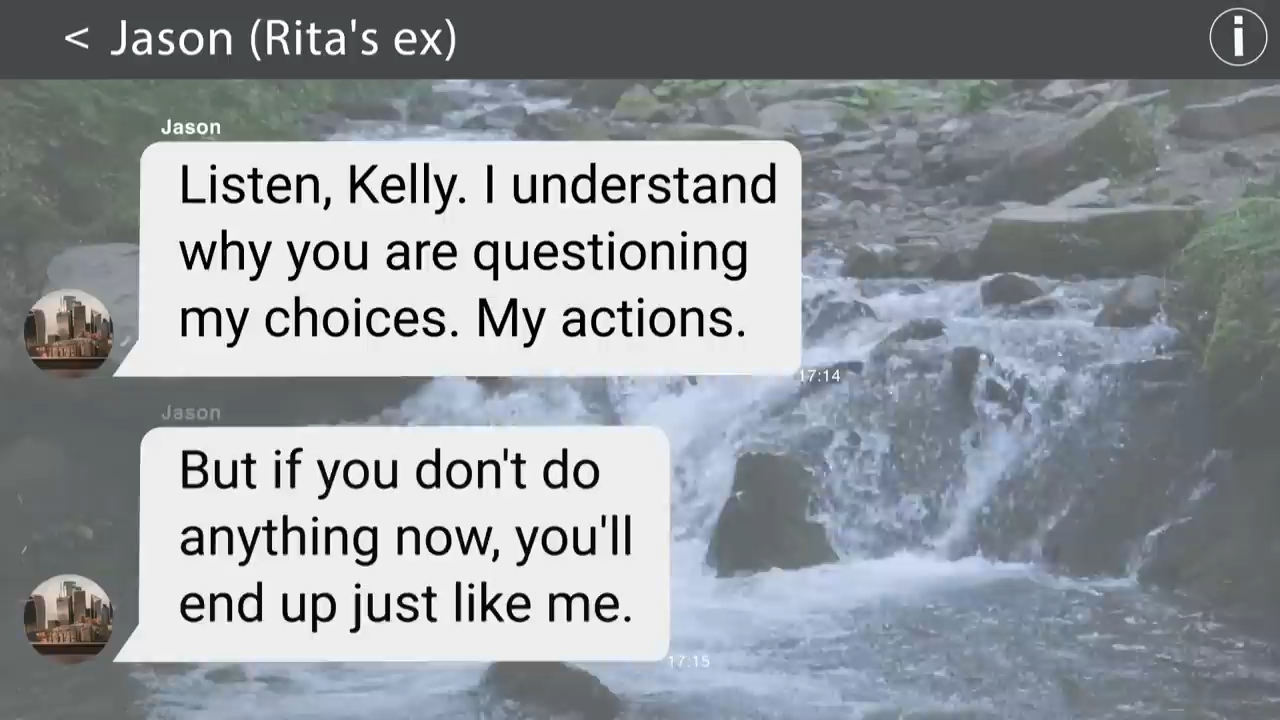 < Jason (Rita's ex)
i
Jason
Listen, Kelly. I understand
why you are questioning
my choices. My actions.
17:14
Jason
But if you don't do
anything now, you'll
end up just like me.
17:15